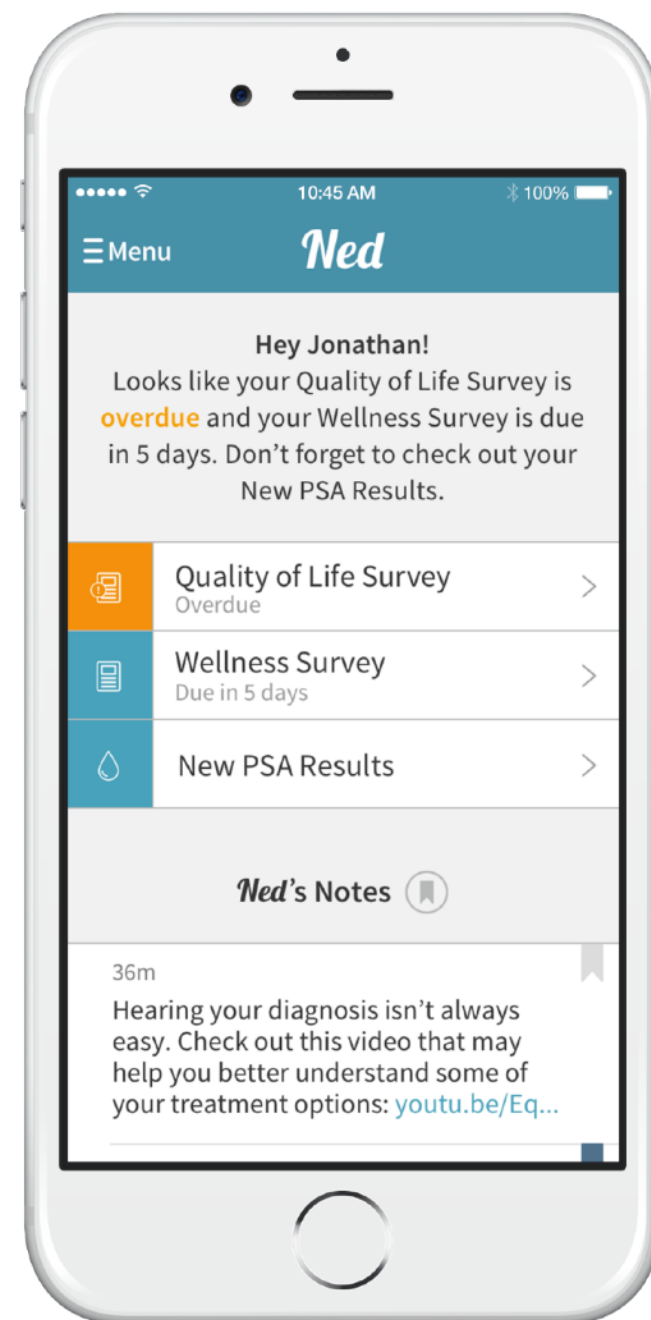 10:45 AM
100%
Menu
Ned
Hey Jonathan!
Looks like your Quality of Life Survey is
overdue and your Wellness Survey is due
in 5 days. Don't forget to check out your
New PSA Results.
Quality of Life Survey
Overdue
Wellness Survey
Due in 5 days
New PSA Results
Ned's Notes
36m
Hearing your diagnosis isn't always
easy. Check out this video that may
help you better understand some of
your treatment options: youtu.be/Eq...